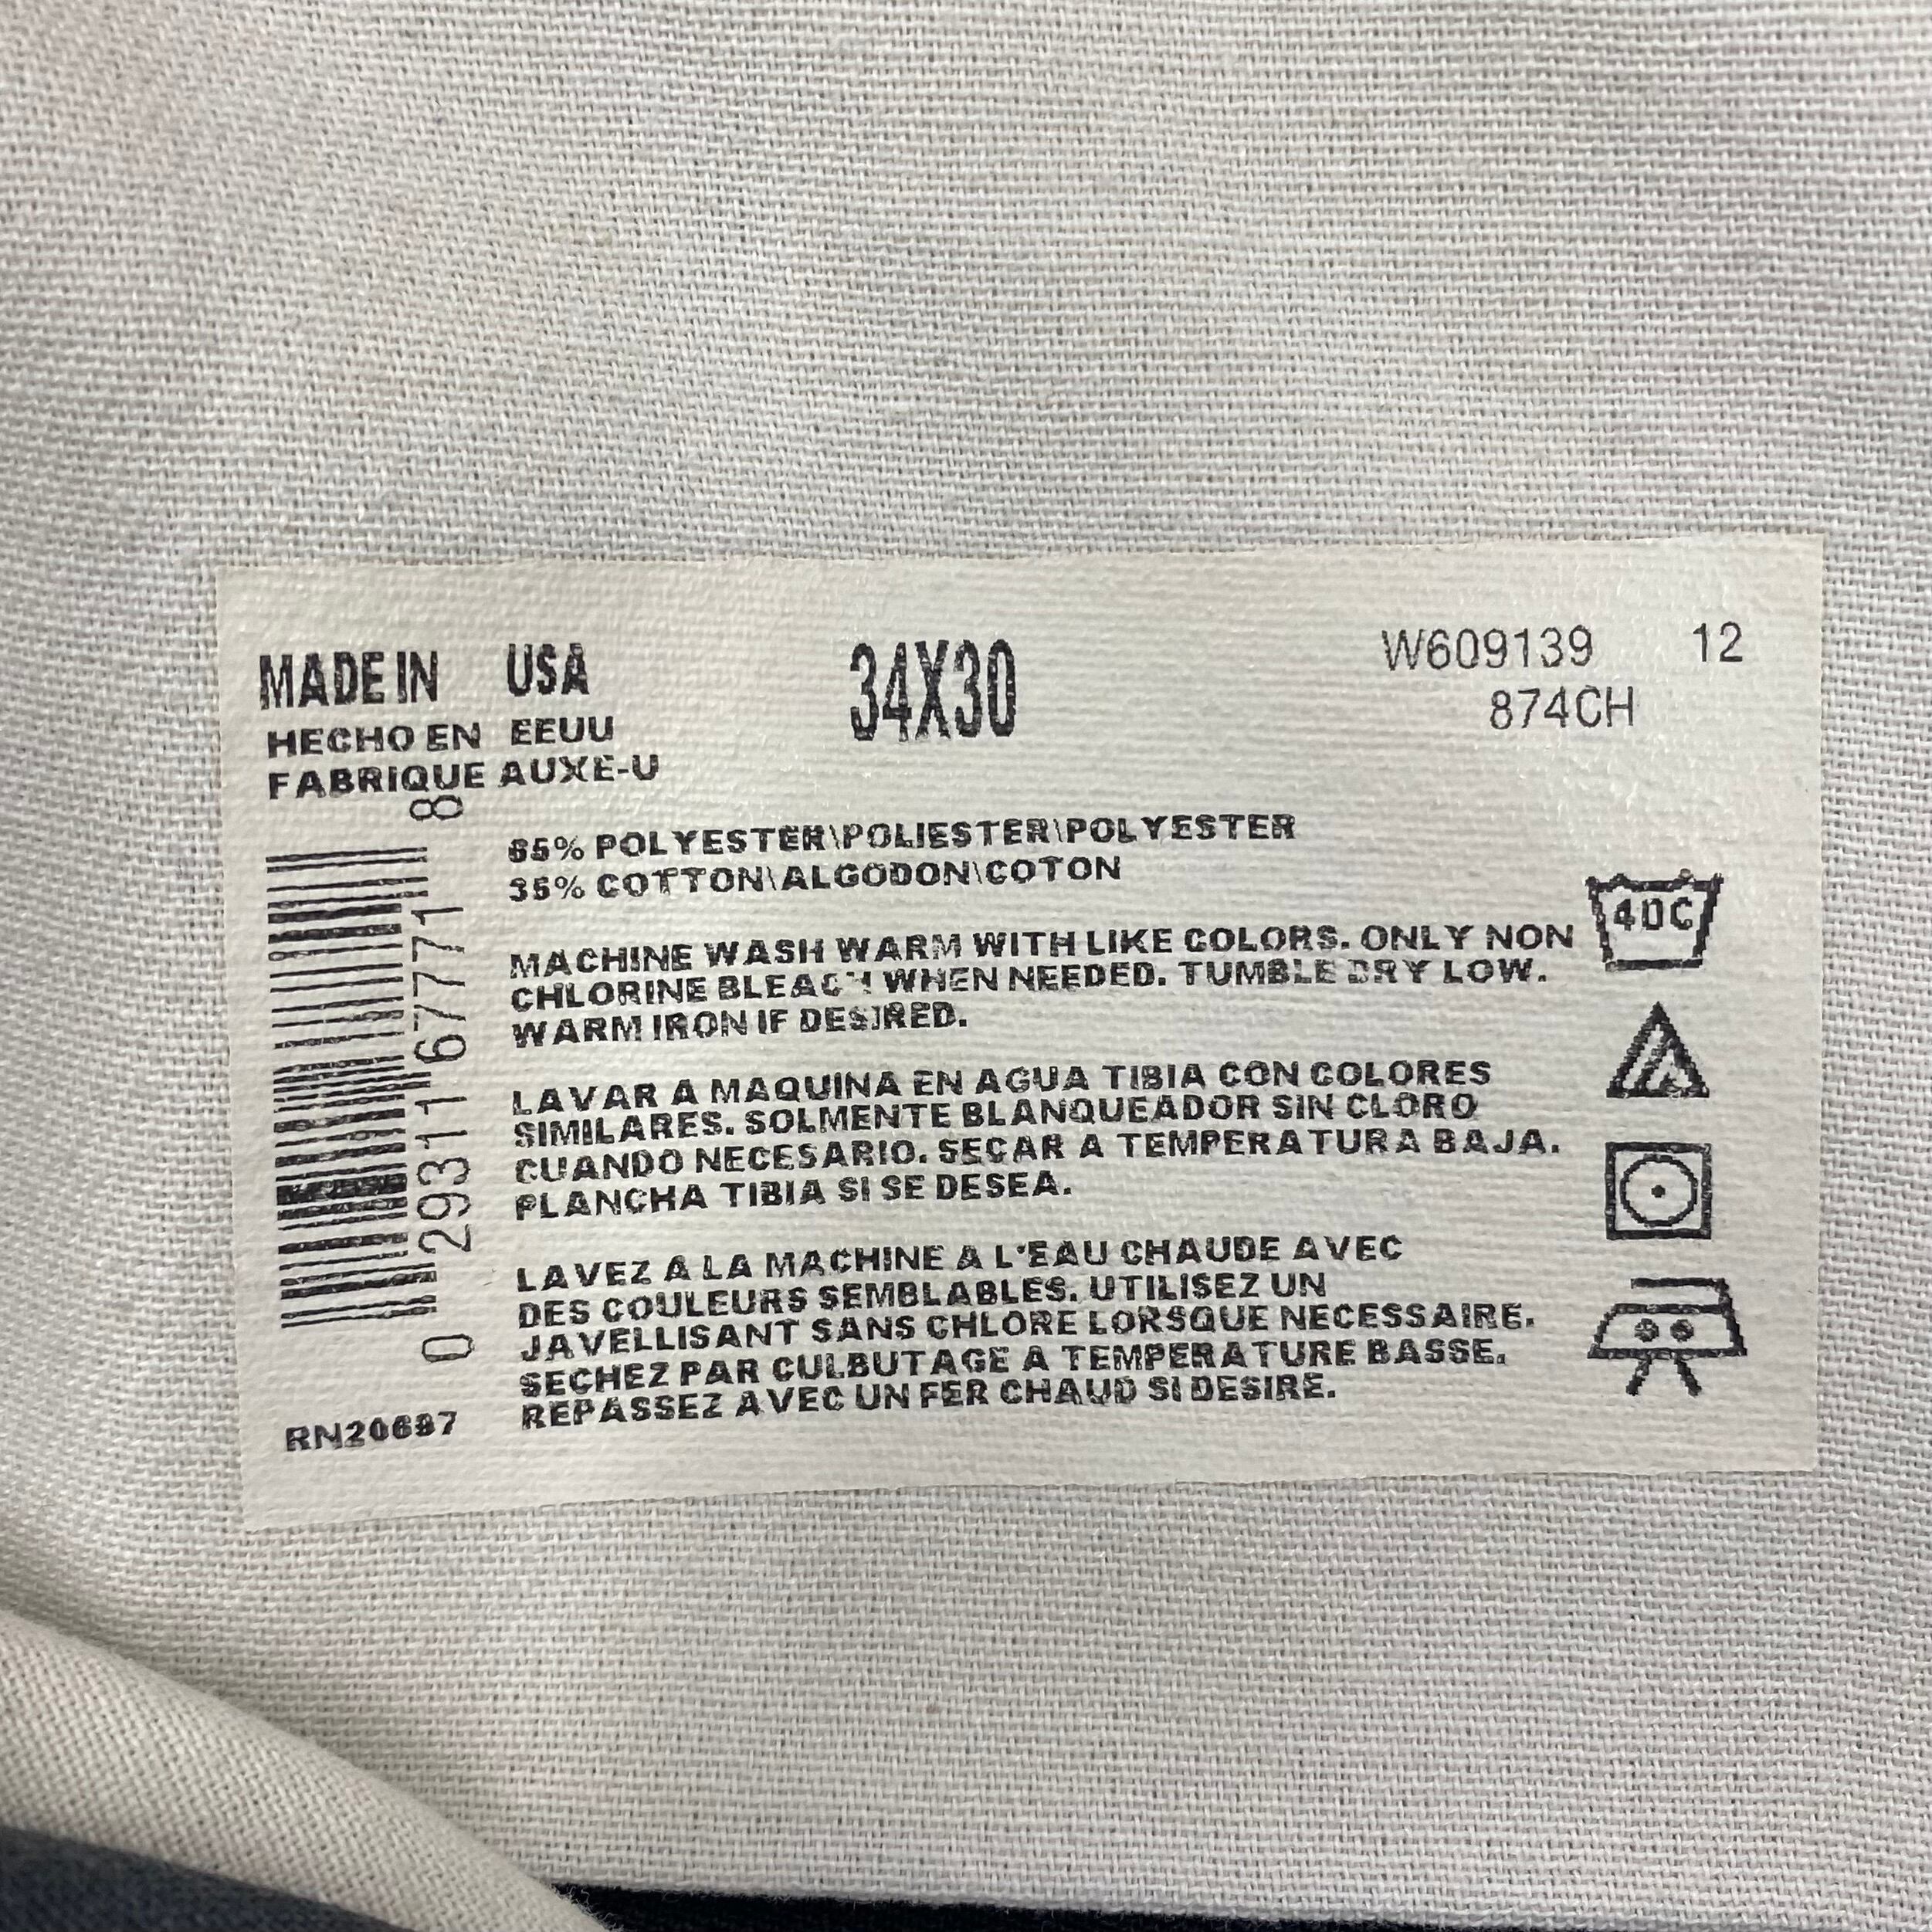 MADE IN USA
HECHO EN EEUU
FABRIQUE AUXE-U
34X30
W609139 12
874CH
65% POLYESTER\POLIESTER\POLYESTER
35% COTTON\ALGODON\COTON
MACHINE WASH WARM WITH LIKE COLORS. ONLY NON
CHLORINE BLEACH WHEN NEEDED. TUMBLE DRY LOW.
WARM IRON IF DESIRED.
LAVAR A MAQUINA EN AGUA TIBIA CON COLORES
SIMILARES. SOLMENTE BLANQUEADOR SIN CLORO
CUANDO NECESARIO. SECAR A TEMPERATURA BAJA.
PLANCHA TIBIA SI SE DESEA.
LAVEZ A LA MACHINE A L'EAU CHAUDE AVEC
DES COULEURS SEMBLABLES. UTILISEZ UN
JAVELLISANT SANS CHLORE LORSQUE NECESSAIRE.
SECHEZ PAR CULBUTAGE A TEMPERATURE BASSE.
REPASSEZ AVEC UN FER CHAUD SI DESIRE.
40C
0 29311 67771 8
RN20697